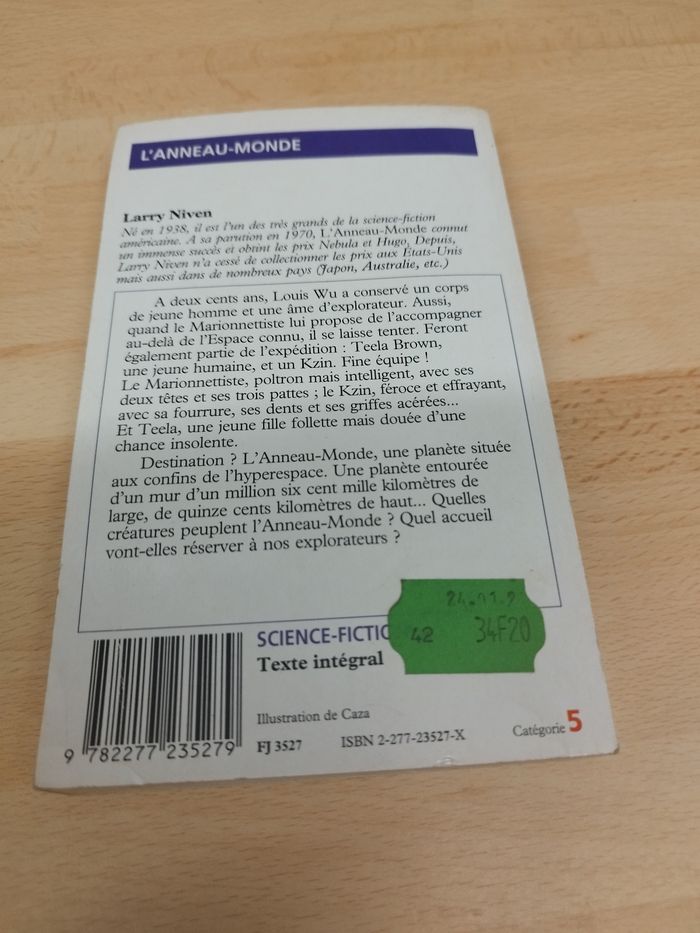 L'ANNEAU-MONDE
Larry Niven
Né en 1938, il est l'un des très grands de la science-fiction
américaine. A sa parution en 1970, L'Anneau-Monde connut
un immense succès et obtint les prix Nebula et Hugo. Depuis,
Larry Niven n'a cessé de collectionner les prix aux États-Unis
mais aussi dans de nombreux pays (Japon, Australie, etc.)
A deux cents ans, Louis Wu a conservé un corps
de jeune homme et une âme d'explorateur. Aussi,
quand le Marionnettiste lui propose de l'accompagner
au-delà de l'Espace connu, il se laisse tenter. Feront
également partie de l'expédition : Teela Brown,
une jeune humaine, et un Kzin. Fine équipe !
Le Marionnettiste, poltron mais intelligent, avec ses
deux têtes et ses trois pattes ; le Kzin, féroce et effrayant,
avec sa fourrure, ses dents et ses griffes acérées...
Et Teela, une jeune fille follette mais douée d'une
chance insolente.
Destination ? L'Anneau-Monde, une planète située
aux confins de l'hyperespace. Une planète entourée
d'un mur d'un million six cent mille kilomètres de
large, de quinze cents kilomètres de haut... Quelles
créatures peuplent l'Anneau-Monde ? Quel accueil
vont-elles réserver à nos explorateurs ?
SCIENCE-FICTIO
42 34F20
Texte intégral
Illustration de Caza
FJ 3527 ISBN 2-277-23527-X Catégorie 5
9 782277 235279